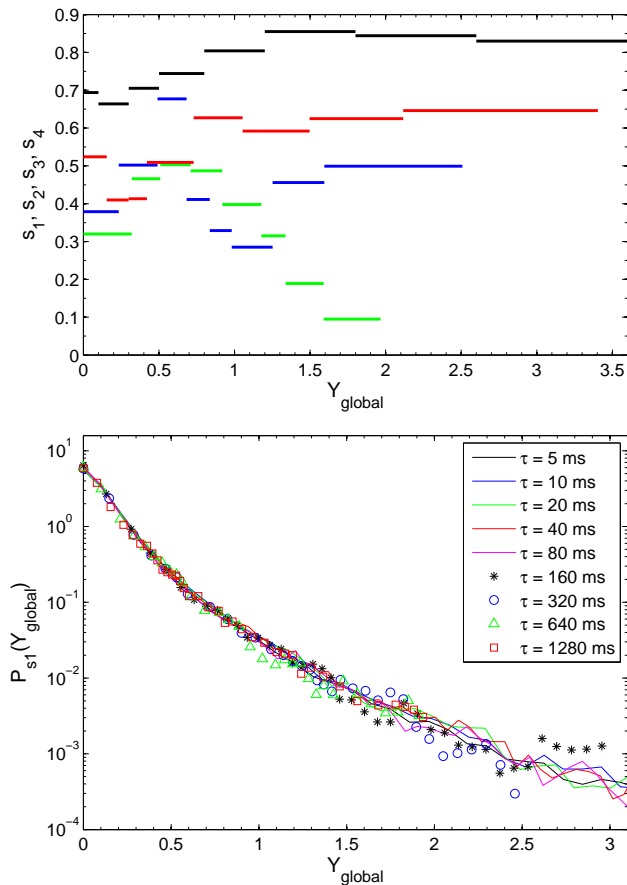 0.9
0.8
0.7
0.6
0.5
0.4
0.3
0.2
0.1
0
s1, s2, s3, s4
0 0.5 1 1.5 2 2.5 3 3.5
Yglobal
10^1
10^0
10^−1
10^−2
10^−3
10^−4
Ps1(Yglobal)
τ = 5 ms
τ = 10 ms
τ = 20 ms
τ = 40 ms
τ = 80 ms
τ = 160 ms
τ = 320 ms
τ = 640 ms
τ = 1280 ms
0 0.5 1 1.5 2 2.5 3
Yglobal